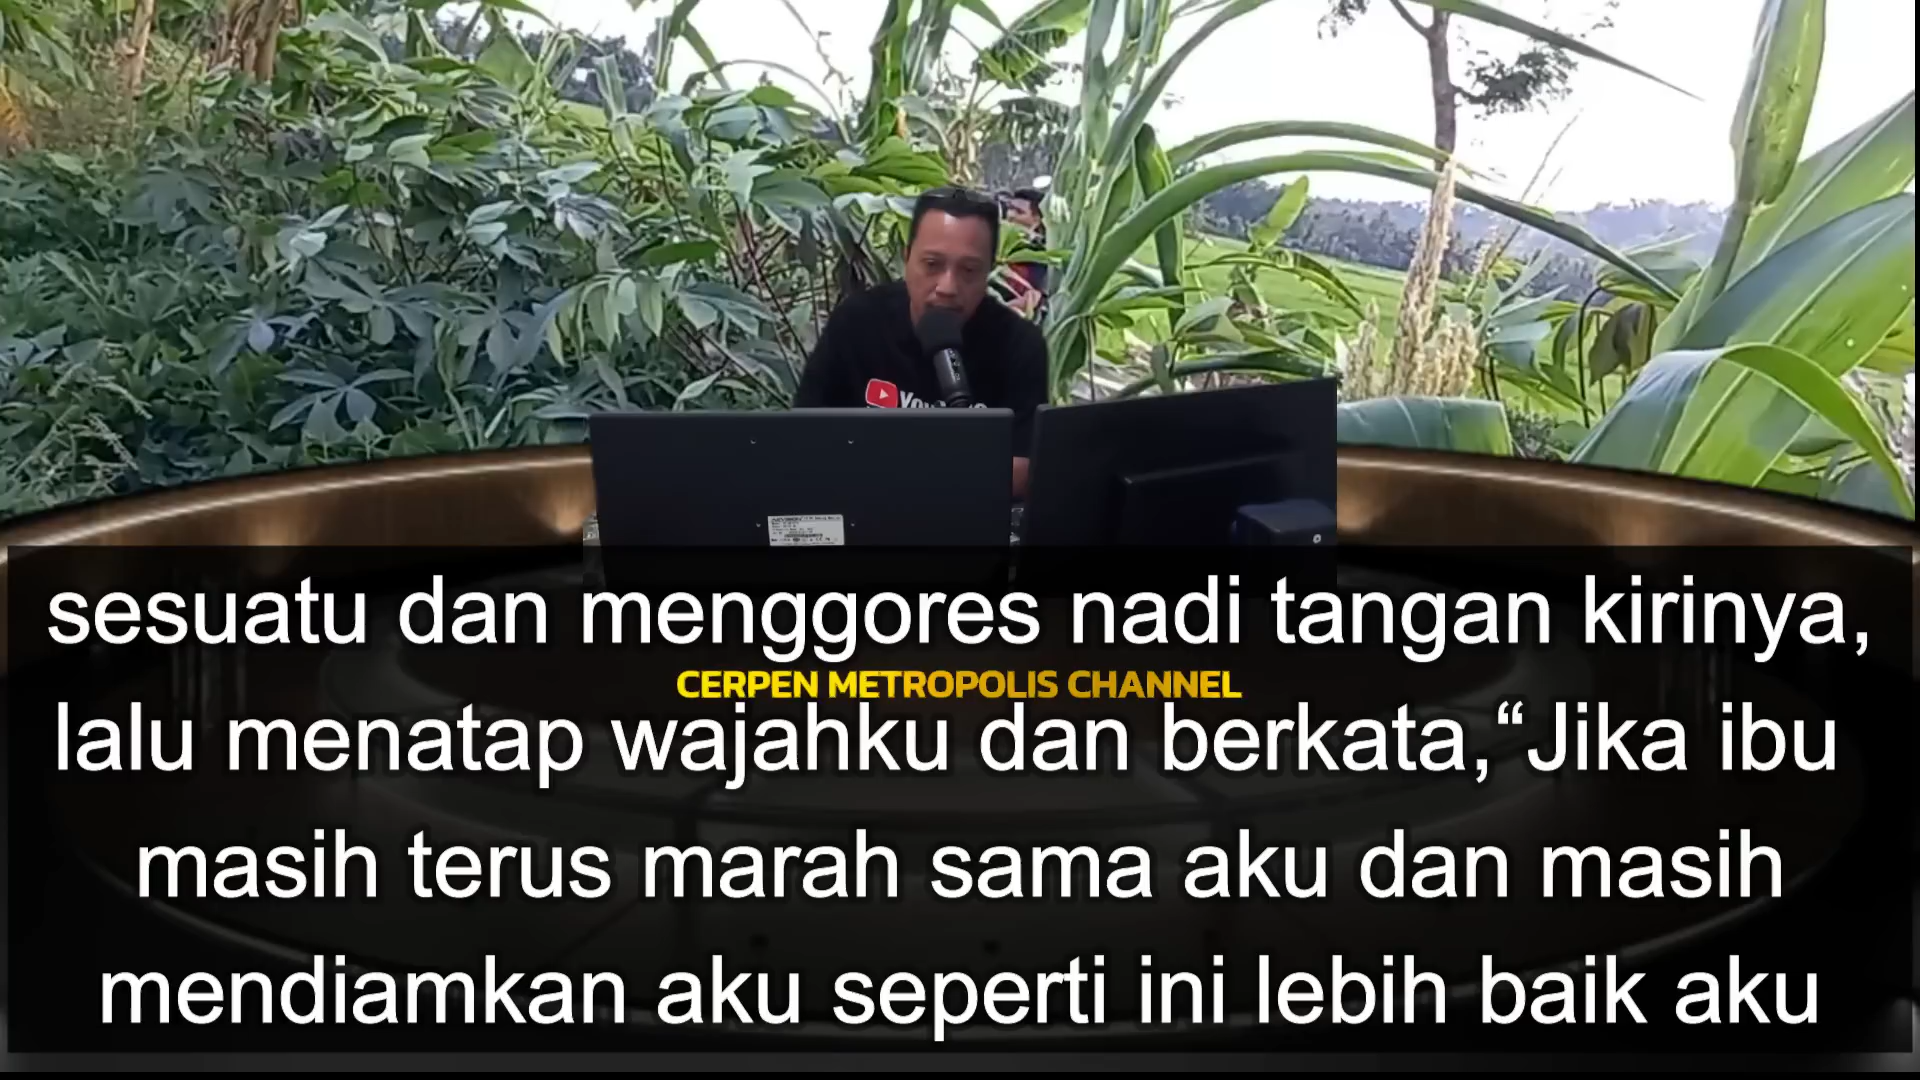 sesuatu dan menggores nadi tangan kirinya,
CERPEN METROPOLIS CHANNEL
lalu menatap wajahku dan berkata,“Jika ibu
masih terus marah sama aku dan masih
mendiamkan aku seperti ini lebih baik aku